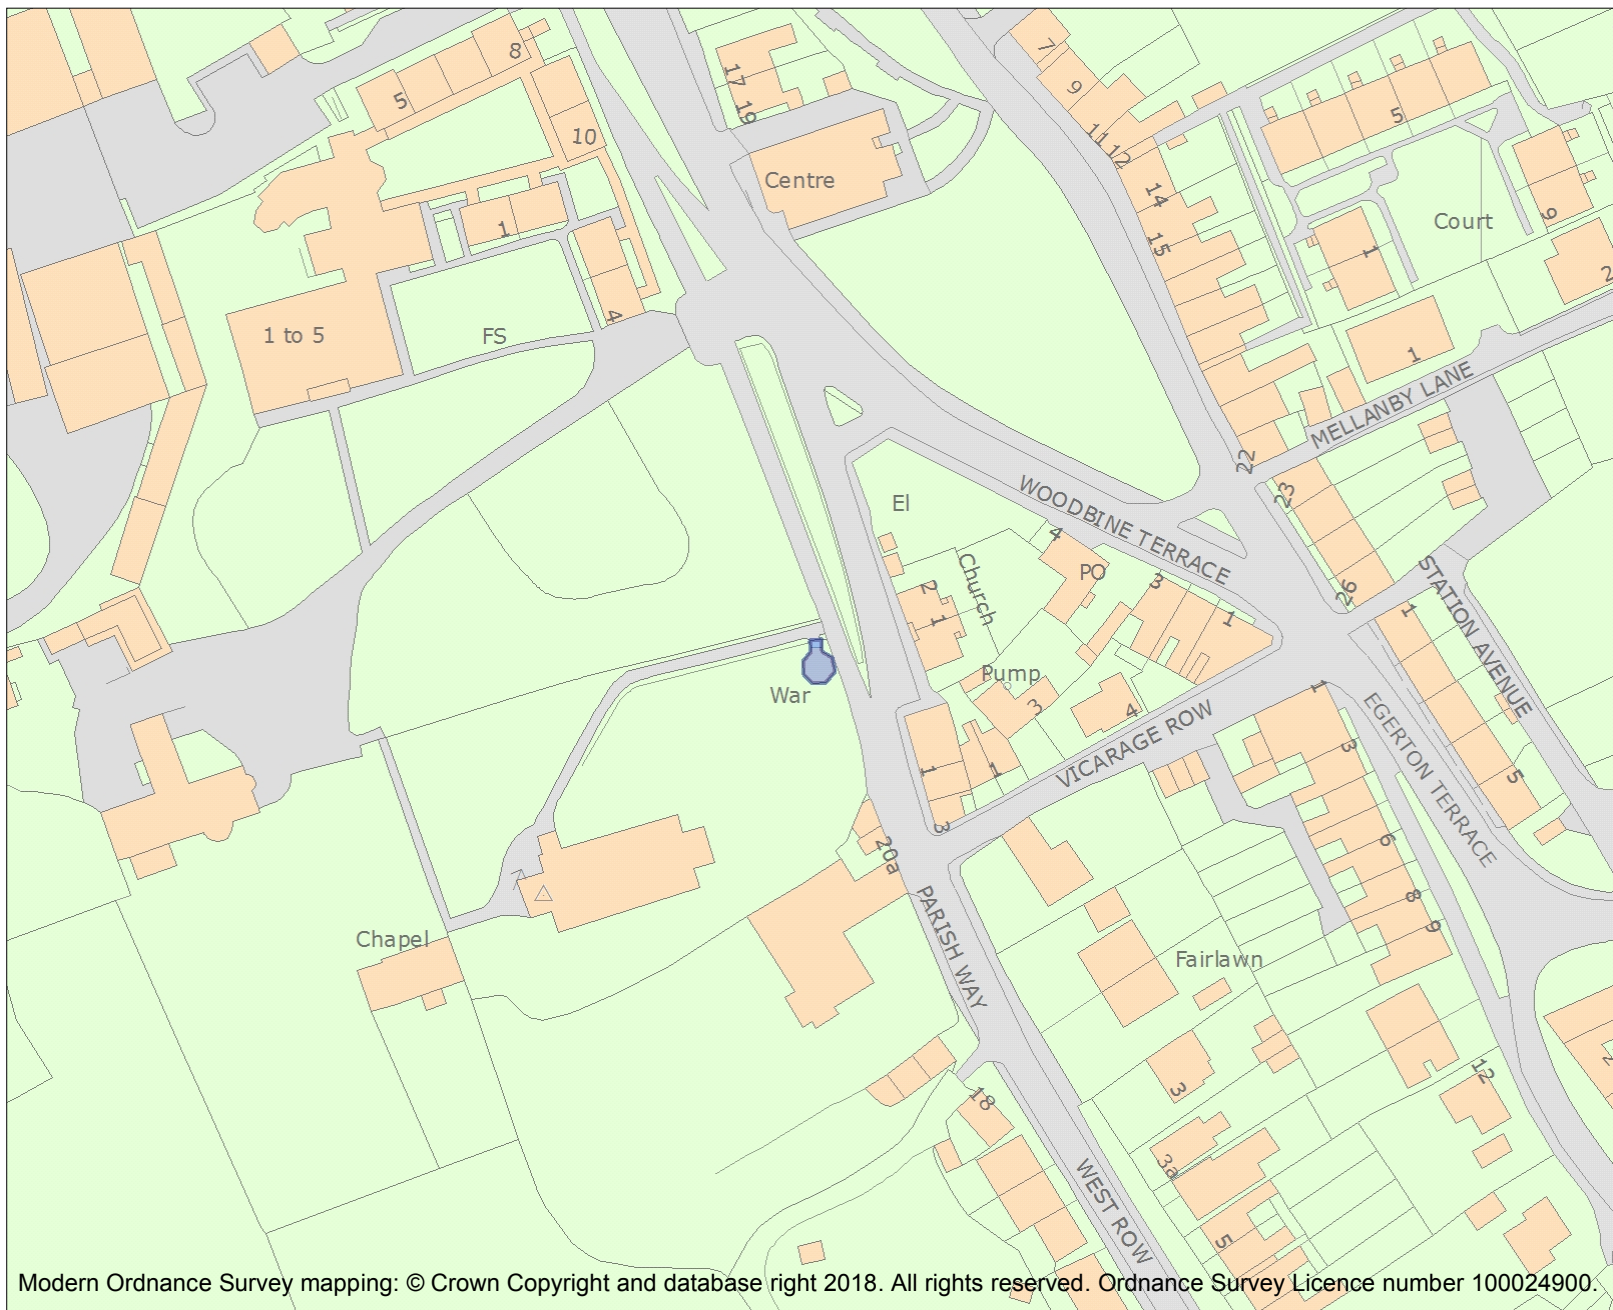 7
8
17
9
5
19
5
11
12
10
Centre
14
9
Court
1
15
1
2
4
1 to 5
FS
1
MELLANBY LANE
22
23
El
WOODBINE TERRACE
4
PO
Church
2
3
STATION AVENUE
26
1
1
1
Pump
War
1
3
4
VICARAGE ROW
EGERTON TERRACE
3
1
1
5
3
20a
6
8
PARISH WAY
9
Chapel
Fairlawn
12
3
18
3a
WEST ROW
5
Modern Ordnance Survey mapping: © Crown Copyright and database right 2018. All rights reserved. Ordnance Survey Licence number 100024900.